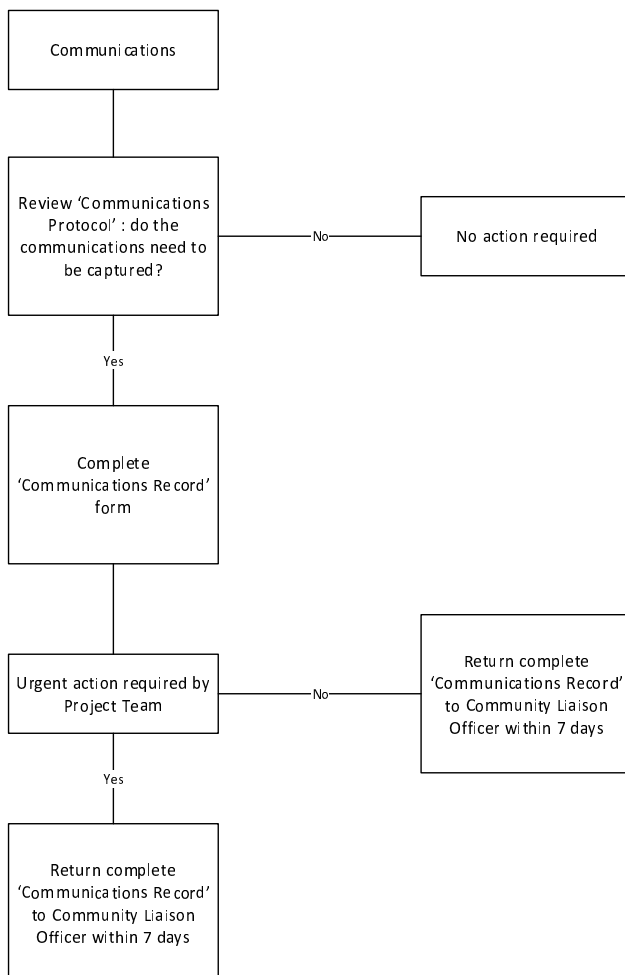 Communications
Review ‘Communications
Protocol’ : do the
communications need to
be captured?
No
No action required
Yes
Complete
‘Communications Record’
form
Urgent action required by
Project Team
No
Return complete
‘Communications Record’
to Community Liaison
Officer within 7 days
Yes
Return complete
‘Communications Record’
to Community Liaison
Officer within 7 days